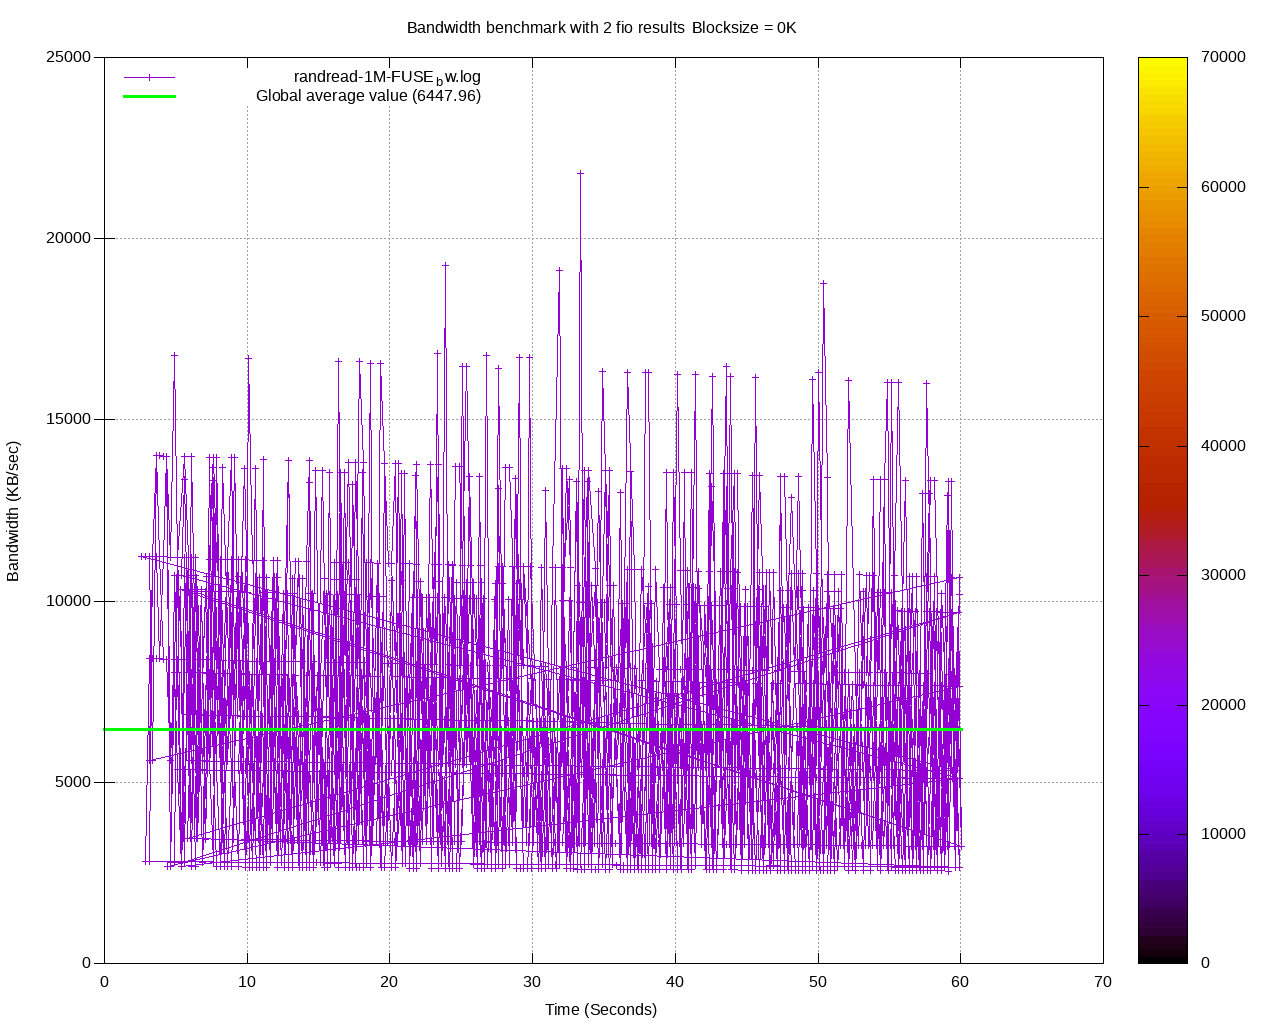 Bandwidth benchmark with 2 fio results Blocksize = 0K
randread-1M-FUSE_bw.log
Global average value (6447.96)
25000
20000
15000
10000
5000
0
Bandwidth (KB/sec)
0 10 20 30 40 50 60 70
Time (Seconds)
70000
60000
50000
40000
30000
20000
10000
0